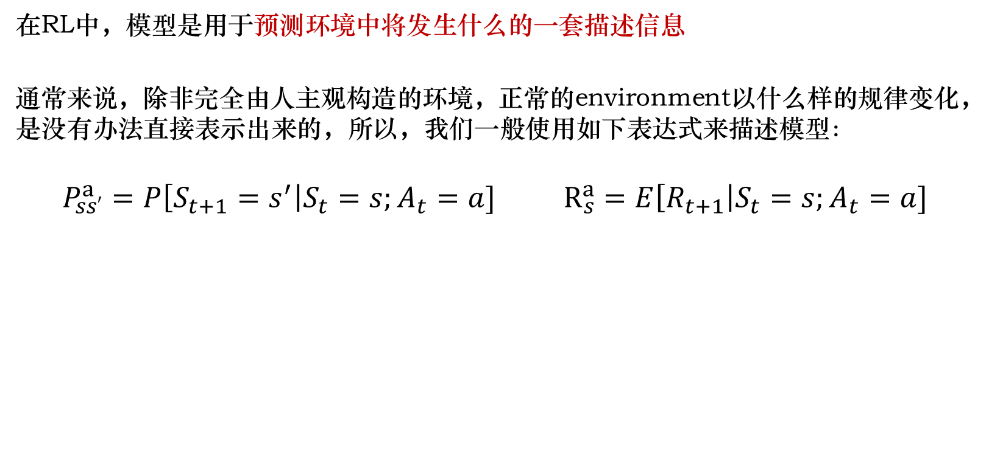 在RL中，模型是用于预测环境中将发生什么的一套描述信息
通常来说，除非完全由人主观构造的环境，正常的environment以什么样的规律变化，
是没有办法直接表示出来的，所以，我们一般使用如下表达式来描述模型：
$P_{ss'}^{\mathrm{a}} = P[S_{t+1} = s'|S_t = s; A_t = a]$ $\mathrm{R}_{s}^{\mathrm{a}} = E[R_{t+1}|S_t = s; A_t = a]$